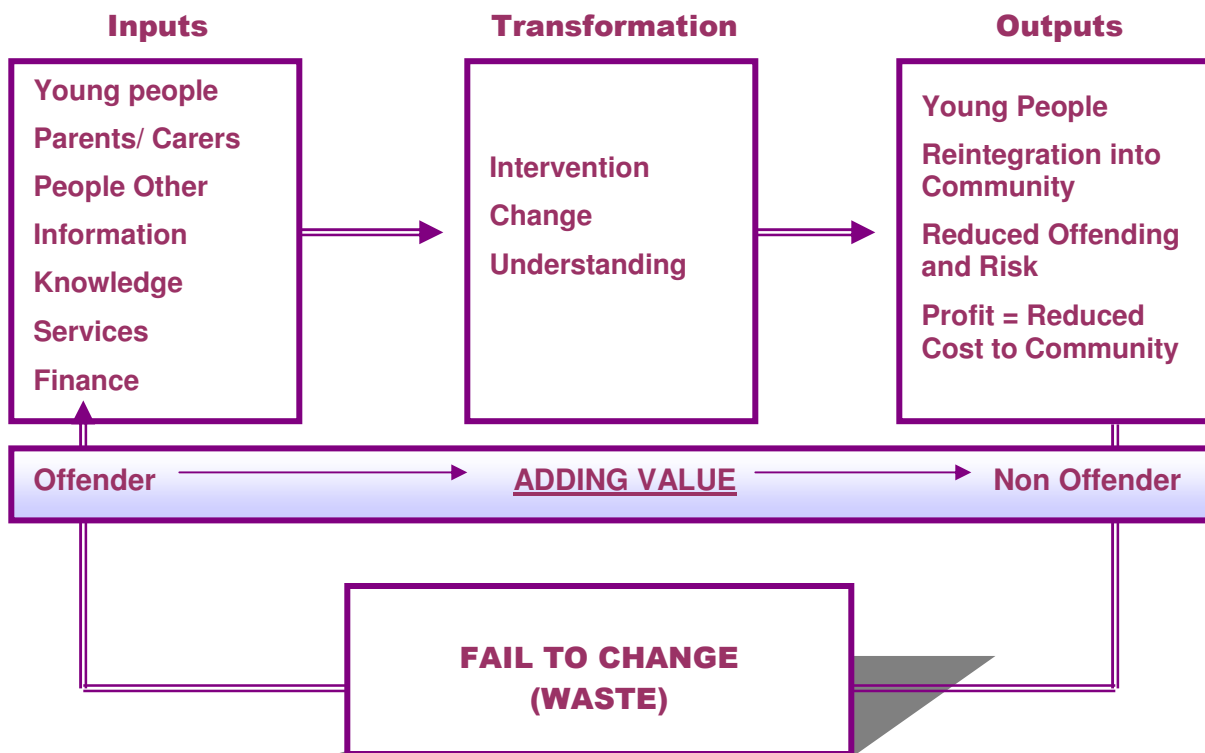 Inputs
Transformation
Outputs
Young people
Parents/ Carers
People Other
Information
Knowledge
Services
Finance
Intervention
Change
Understanding
Young People
Reintegration into
Community
Reduced Offending
and Risk
Profit = Reduced
Cost to Community
Offender
ADDING VALUE
Non Offender
FAIL TO CHANGE
(WASTE)